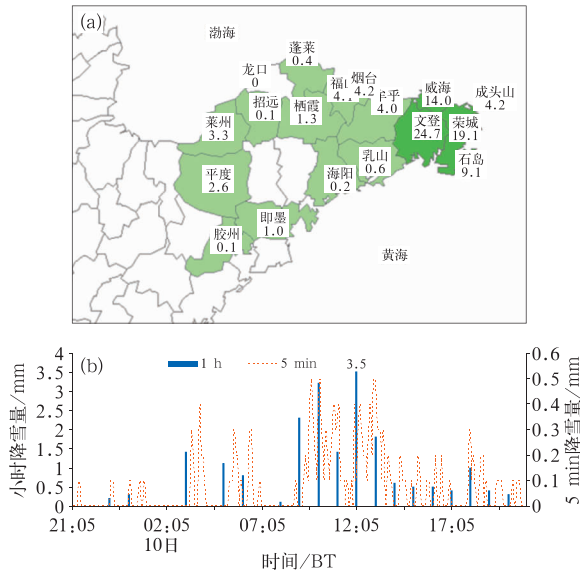 (a)
渤海
蓬莱
0.4
龙口
0
福山
4.1
烟台
4.2
牟平
4.0
威海
14.0
成头山
4.2
招远
0.1
栖霞
1.3
莱州
3.3
文登
24.7
荣城
19.1
石岛
9.1
乳山
0.6
海阳
0.2
平度
2.6
即墨
1.0
胶州
0.1
黄海
(b)
1 h
5 min
3.5
小时降雪量/mm
4
3.5
3
2.5
2
1.5
1
0.5
0
0.6
0.5
0.4
0.3
0.2
0.1
0
5 min降雪量/mm
21:05 02:05 07:05 12:05 17:05
10日
时间/BT